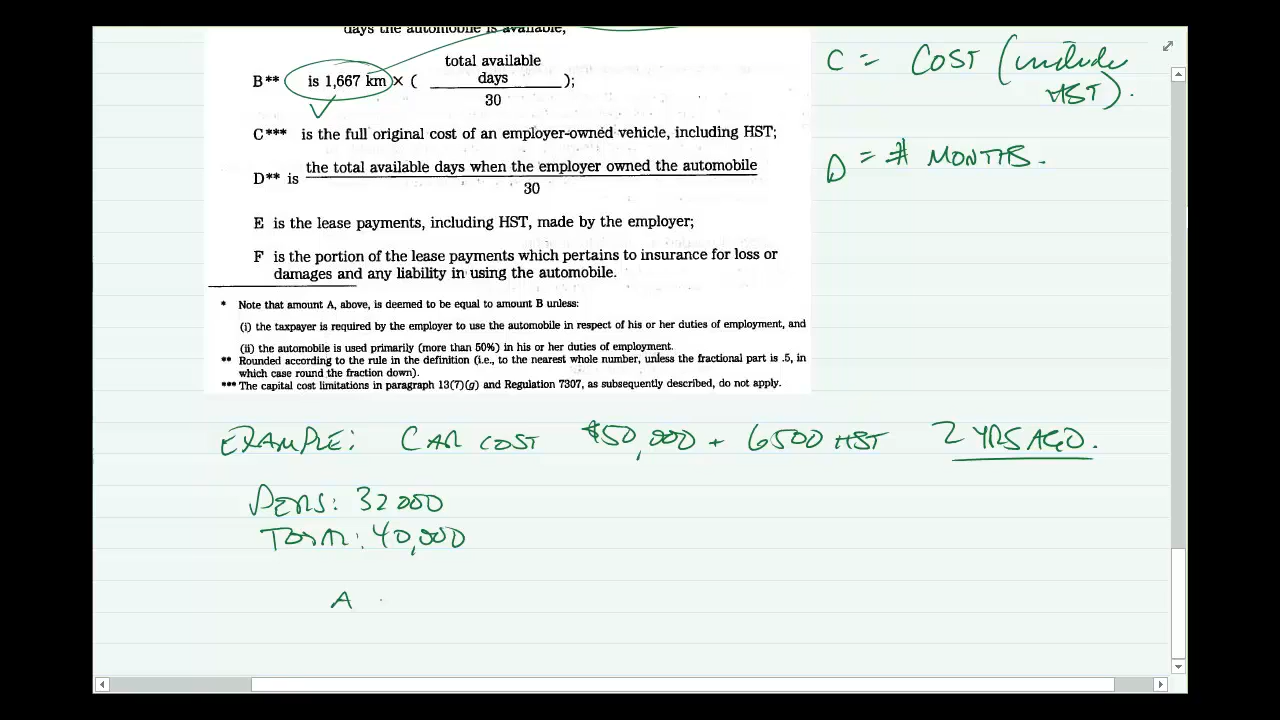 days the automobile is available;
C = COST (include
total available
B** is 1,667 km × ( days );
30
HST).
C*** is the full original cost of an employer-owned vehicle, including HST;
D = # MONTHS.
the total available days when the employer owned the automobile
D** is
30
E is the lease payments, including HST, made by the employer;
F is the portion of the lease payments which pertains to insurance for loss or
damages and any liability in using the automobile.
* Note that amount A, above, is deemed to be equal to amount B unless:
(i) the taxpayer is required by the employer to use the automobile in respect of his or her duties of employment, and
(ii) the automobile is used primarily (more than 50%) in his or her duties of employment.
** Rounded according to the rule in the definition (i.e., to the nearest whole number, unless the fractional part is .5, in
which case round the fraction down).
*** The capital cost limitations in paragraph 13(7)(g) and Regulation 7307, as subsequently described, do not apply.
EXAMPLE: CAR COST $50,000 + 6500 HST 2 YRS AGO.
PERS: 32000
TOTAL: 40,000
A